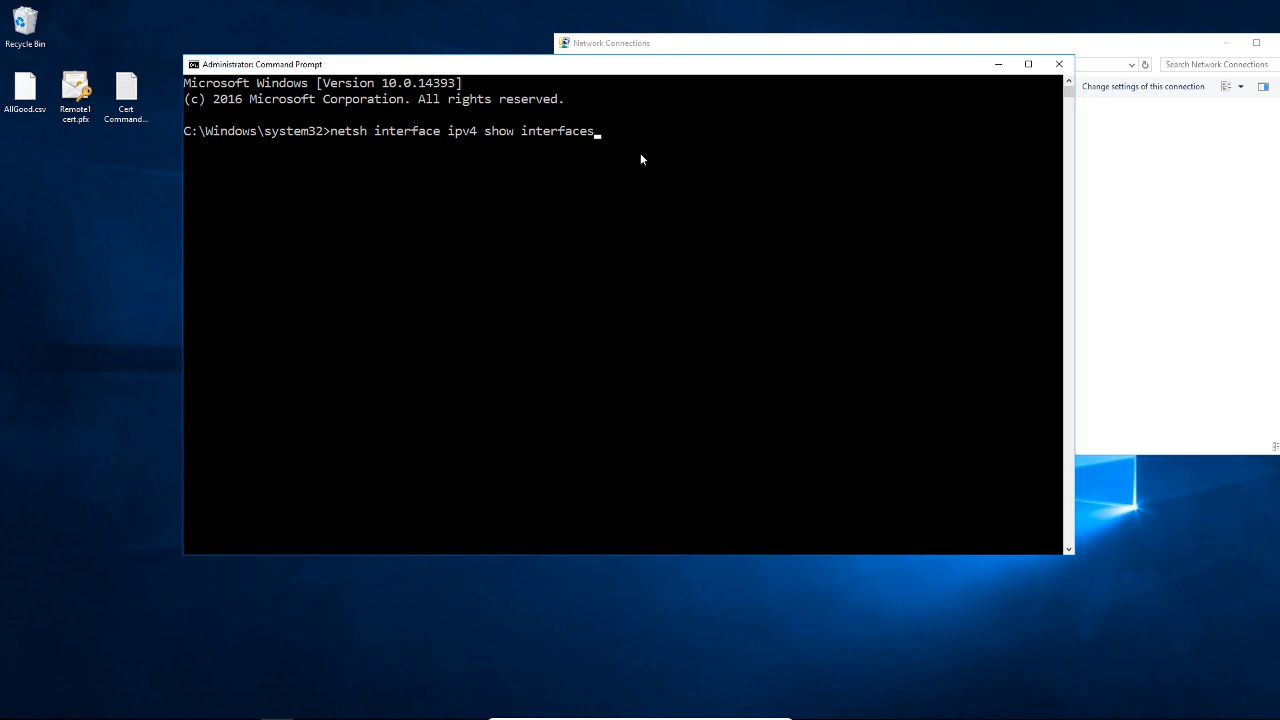 Recycle Bin
AllGood.csv
Remote1
cert.pfx
Cert
Command...
Network Connections
Search Network Connections
Change settings of this connection
Administrator: Command Prompt
Microsoft Windows [Version 10.0.14393]
(c) 2016 Microsoft Corporation. All rights reserved.
C:\Windows\system32>netsh interface ipv4 show interfaces